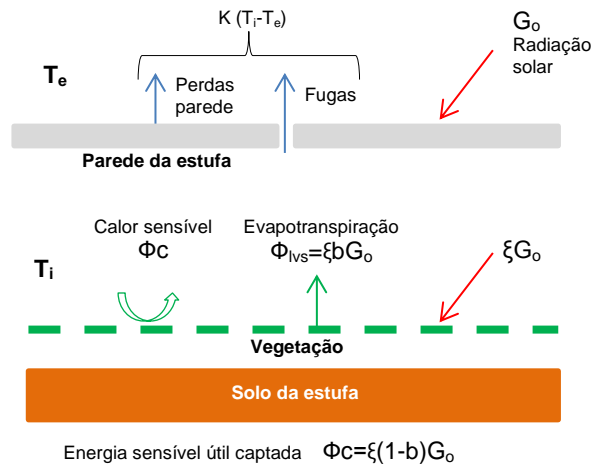 K (Ti-Te)
Go
Radiação
solar
Te
Perdas
parede
Fugas
Parede da estufa
Calor sensível
Φc
Evapotranspiração
Φlvs=ξbGo
Ti
ξGo
Vegetação
Solo da estufa
Energia sensível útil captada Φc=ξ(1-b)Go